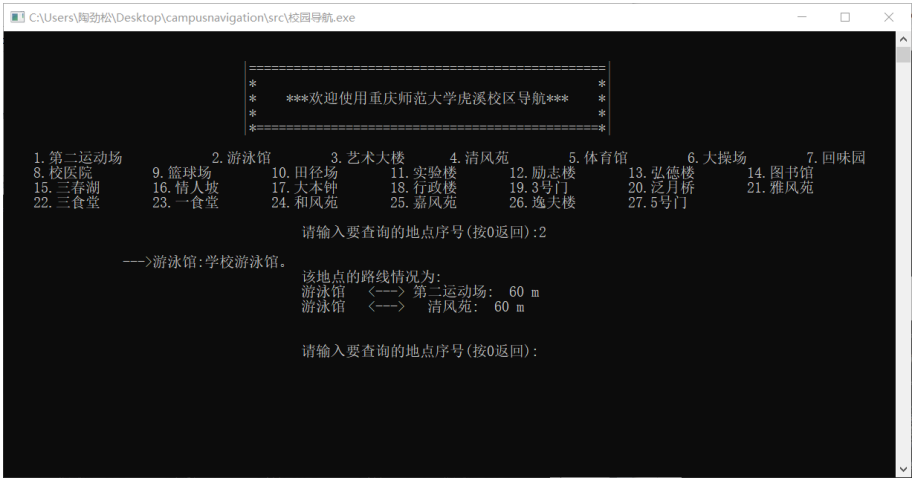 C:\Users\陶劲松\Desktop\campusnavigation\src\校园导航.exe
|================================================|
|*                                              *|
|*    ***欢迎使用重庆师范大学虎溪校区导航***    *|
|*                                              *|
|*==============================================*|
1.第二运动场 2.游泳馆 3.艺术大楼 4.清风苑 5.体育馆 6.大操场 7.回味园
8.校医院 9.篮球场 10.田径场 11.实验楼 12.励志楼 13.弘德楼 14.图书馆
15.三春湖 16.情人坡 17.大本钟 18.行政楼 19.3号门 20.泛月桥 21.雅风苑
22.三食堂 23.一食堂 24.和风苑 25.嘉风苑 26.逸夫楼 27.5号门
请输入要查询的地点序号(按0返回):2
--->游泳馆:学校游泳馆。
该地点的路线情况为:
游泳馆 <---> 第二运动场: 60 m
游泳馆 <---> 清风苑: 60 m
请输入要查询的地点序号(按0返回):